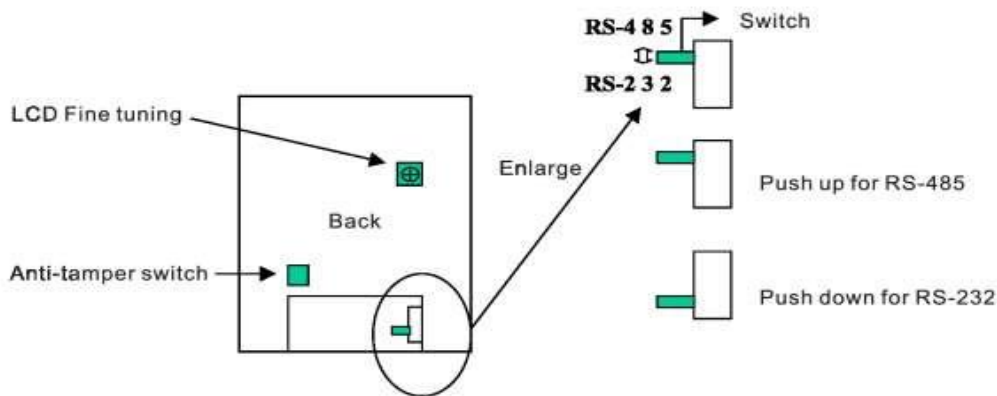 RS-4 8 5
Switch
RS-2 3 2
LCD Fine tuning
Enlarge
Push up for RS-485
Back
Anti-tamper switch
Push down for RS-232